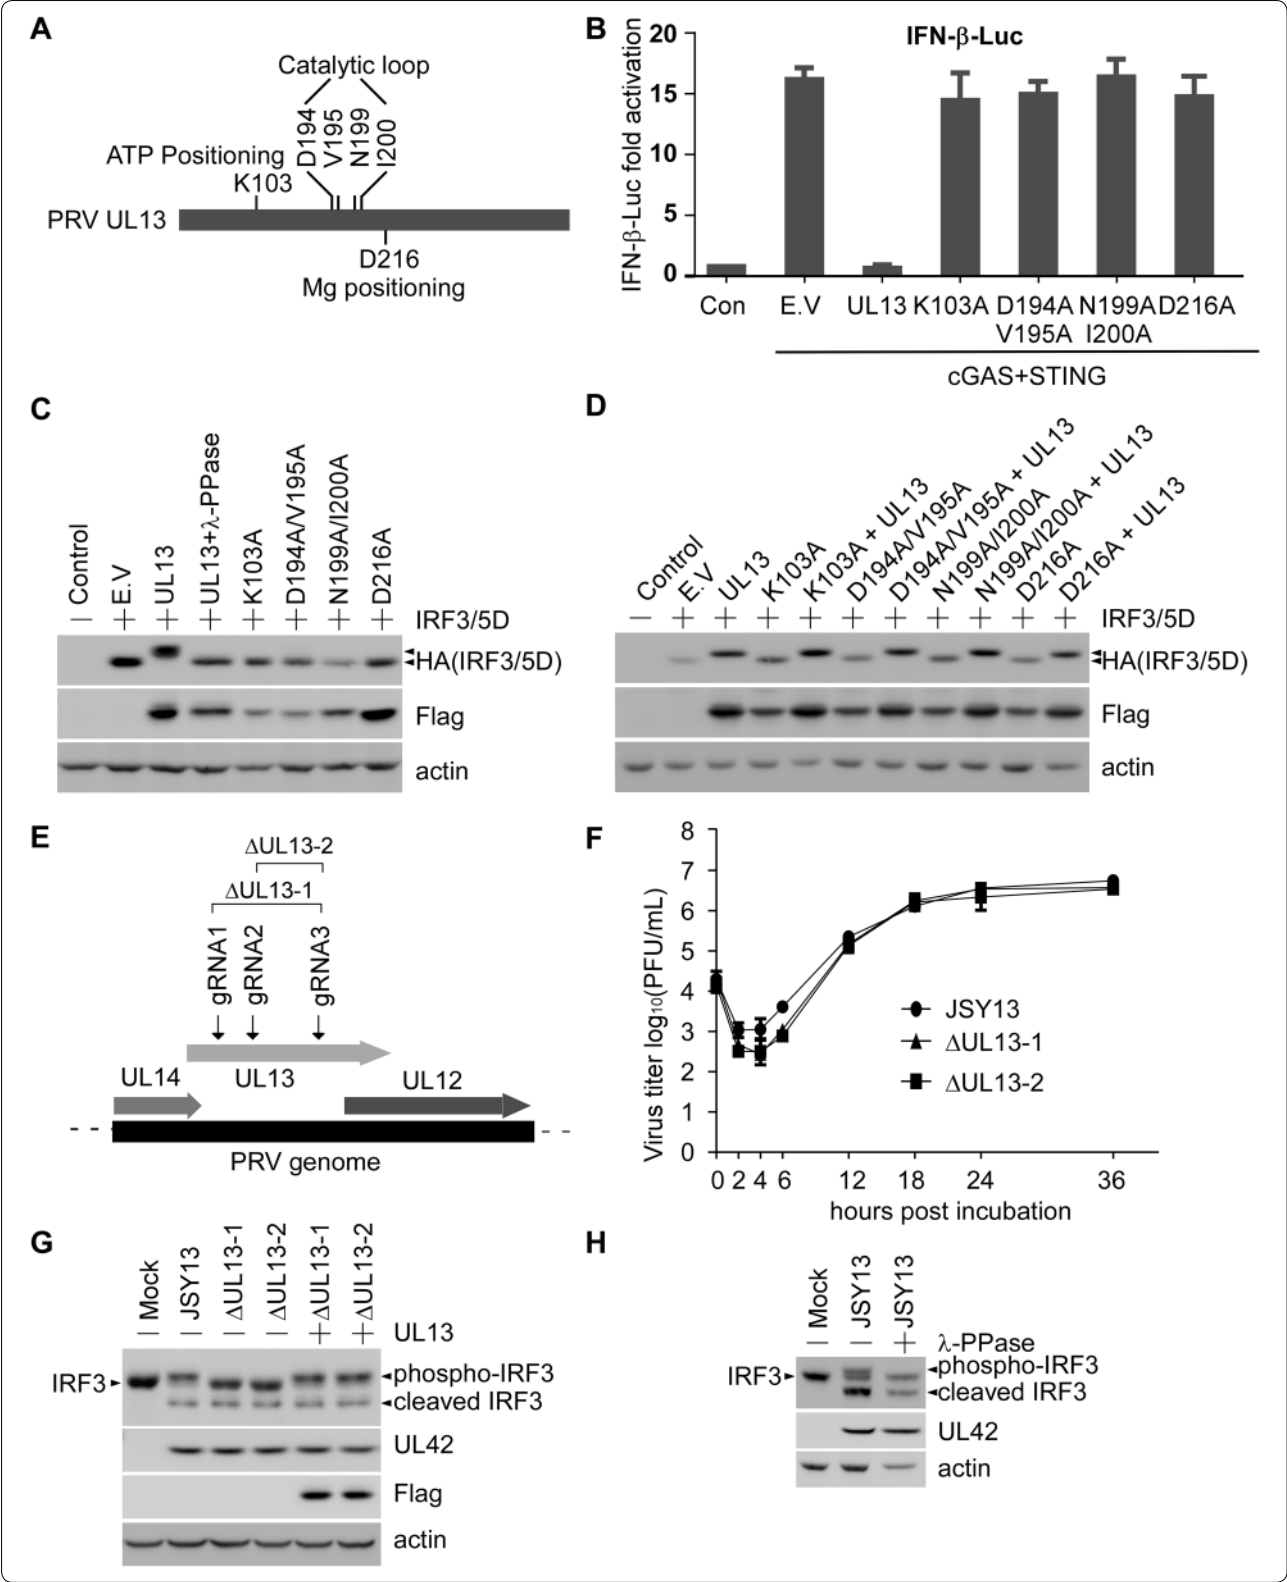 A
Catalytic loop
D194
V195
N199
I200
ATP Positioning
K103
PRV UL13
D216
Mg positioning
B
IFN-β-Luc
IFN-β-Luc fold activation
20
15
10
5
0
Con E.V UL13 K103A D194A N199A D216A
V195A I200A
cGAS+STING
C
Control
E.V
UL13
UL13+λ-PPase
K103A
D194A/V195A
N199A/I200A
D216A
– + + + + + + + IRF3/5D
HA(IRF3/5D)
Flag
actin
D
Control
E.V
UL13
K103A
K103A + UL13
D194A/V195A
D194A/V195A + UL13
N199A/I200A
N199A/I200A + UL13
D216A
D216A + UL13
– + + + + + + + + + + IRF3/5D
HA(IRF3/5D)
Flag
actin
E
ΔUL13-2
ΔUL13-1
gRNA1
gRNA2
gRNA3
UL14 UL13 UL12
PRV genome
F
Virus titer log10(PFU/mL)
8
7
6
5
4
3
2
1
0
JSY13
ΔUL13-1
ΔUL13-2
0 2 4 6 12 18 24 36
hours post incubation
G
Mock
JSY13
ΔUL13-1
ΔUL13-2
ΔUL13-1
ΔUL13-2
– – – – + + UL13
IRF3
phospho-IRF3
cleaved IRF3
UL42
Flag
actin
H
Mock
JSY13
JSY13
– – + λ-PPase
IRF3
phospho-IRF3
cleaved IRF3
UL42
actin